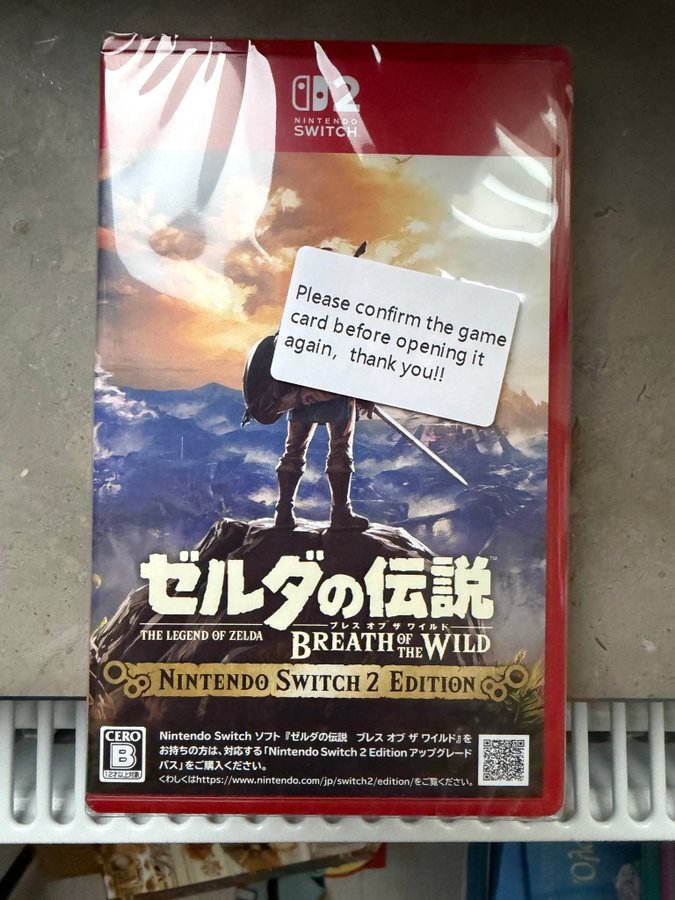 2
NINTENDO
SWITCH
Please confirm the game
card before opening it
again, thank you!!
ゼルダの伝説™
ブレス オブ ザ ワイルド
THE LEGEND OF ZELDA
BREATH OF THE WILD
NINTENDO SWITCH 2 EDITION
CERO
B
12才以上対象
Nintendo Switch ソフト『ゼルダの伝説 ブレス オブ ザ ワイルド』を
お持ちの方は、対応する「Nintendo Switch 2 Edition アップグレード
パス」をご購入ください。
くわしくはhttps://www.nintendo.com/jp/switch2/edition/をご覧ください。